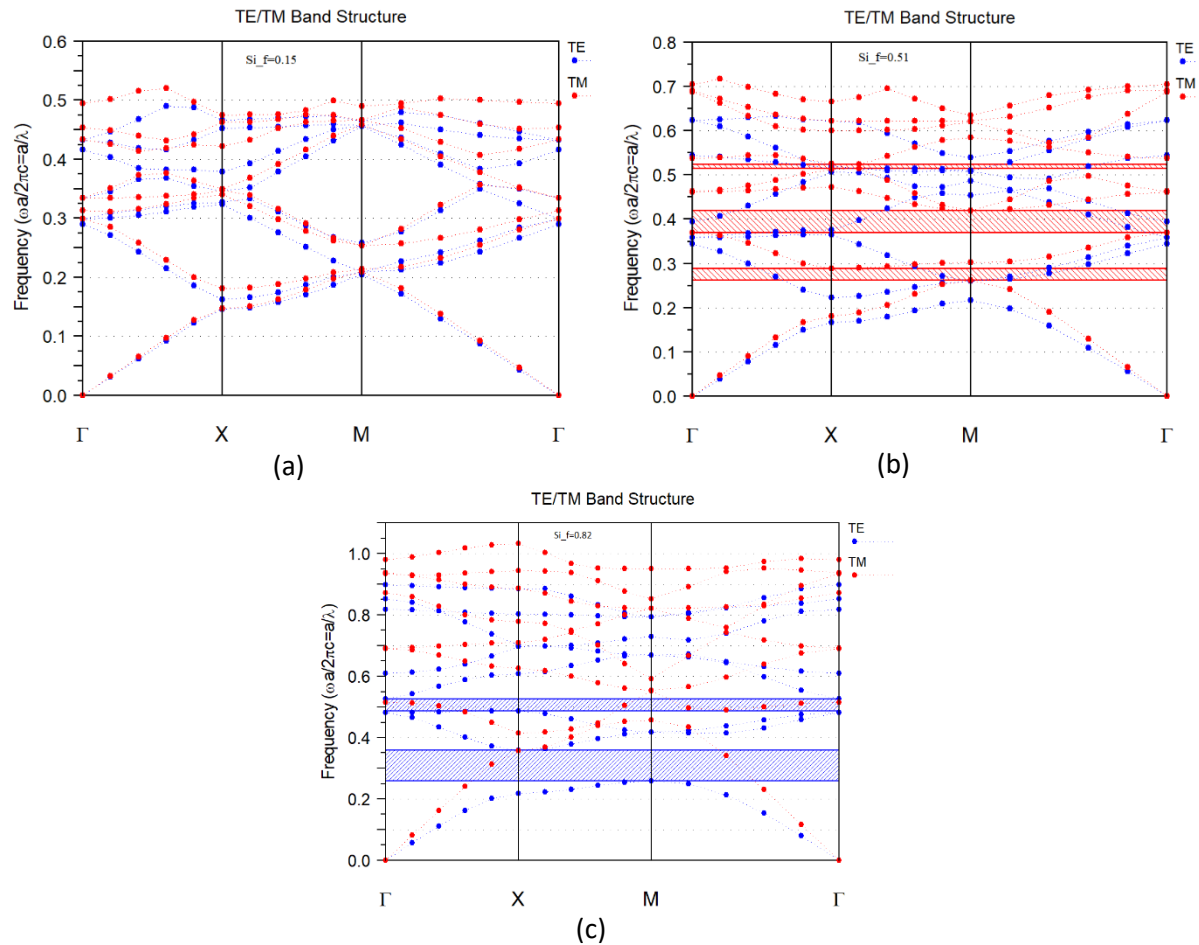 TE/TM Band Structure
Si_f=0.15
TE
TM
Frequency (ωa/2πc=a/λ)
0.6
0.5
0.4
0.3
0.2
0.1
0.0
Γ X M Γ
(a)
TE/TM Band Structure
Si_f=0.51
TE
TM
Frequency (ωa/2πc=a/λ)
0.8
0.7
0.6
0.5
0.4
0.3
0.2
0.1
0.0
Γ X M Γ
(b)
TE/TM Band Structure
Si_f=0.82
TE
TM
Frequency (ωa/2πc=a/λ)
1.0
0.8
0.6
0.4
0.2
0.0
Γ X M Γ
(c)